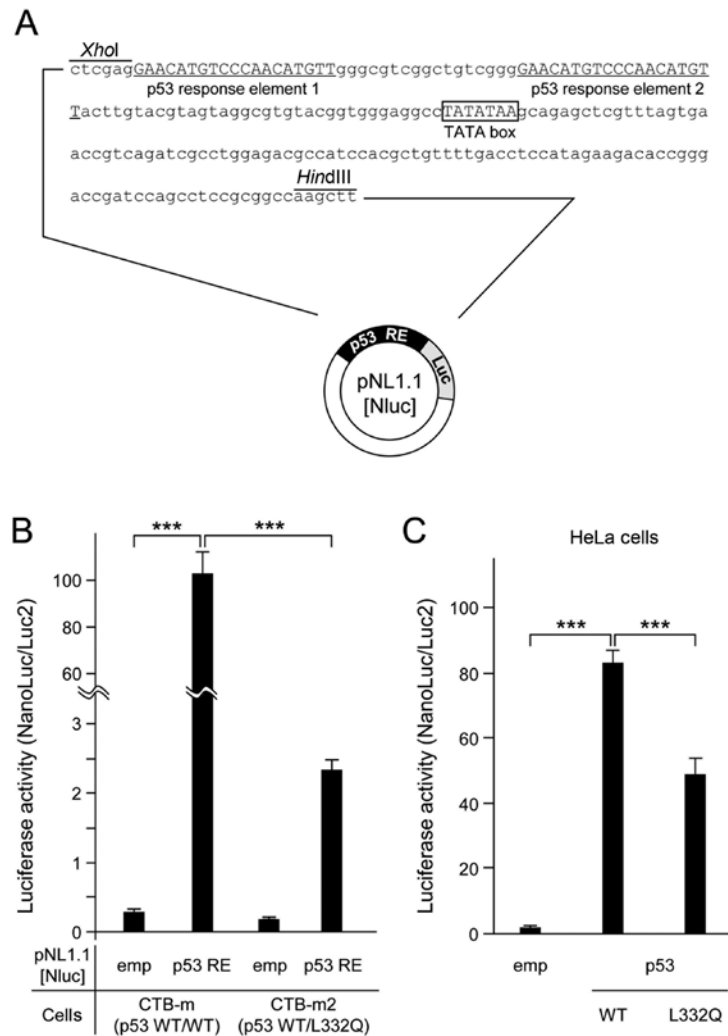 A
XhoI
ctcgagGAACATGTCCCAACATGTTgggcgtcggctgtcgggGAACATGTCCCAACATGT
p53 response element 1 p53 response element 2
TacttgtacgtagtaggcgtgtacggtgggaggccTATATAAgcagagctcgtttagtga
TATA box
accgtcagatcgcctggagacgccatccacgctgttttgacctccatagaagacaccggg
HindIII
accgatccagcctccgcggccaagctt
p53 RE Luc
pNL1.1
[Nluc]
B
Luciferase activity (NanoLuc/Luc2)
*** ***
100
80
60
3
2
1
0
pNL1.1
[Nluc]
emp p53 RE emp p53 RE
Cells
CTB-m CTB-m2
(p53 WT/WT) (p53 WT/L332Q)
C
HeLa cells
Luciferase activity (NanoLuc/Luc2)
*** ***
100
80
60
40
20
0
emp p53
WT L332Q